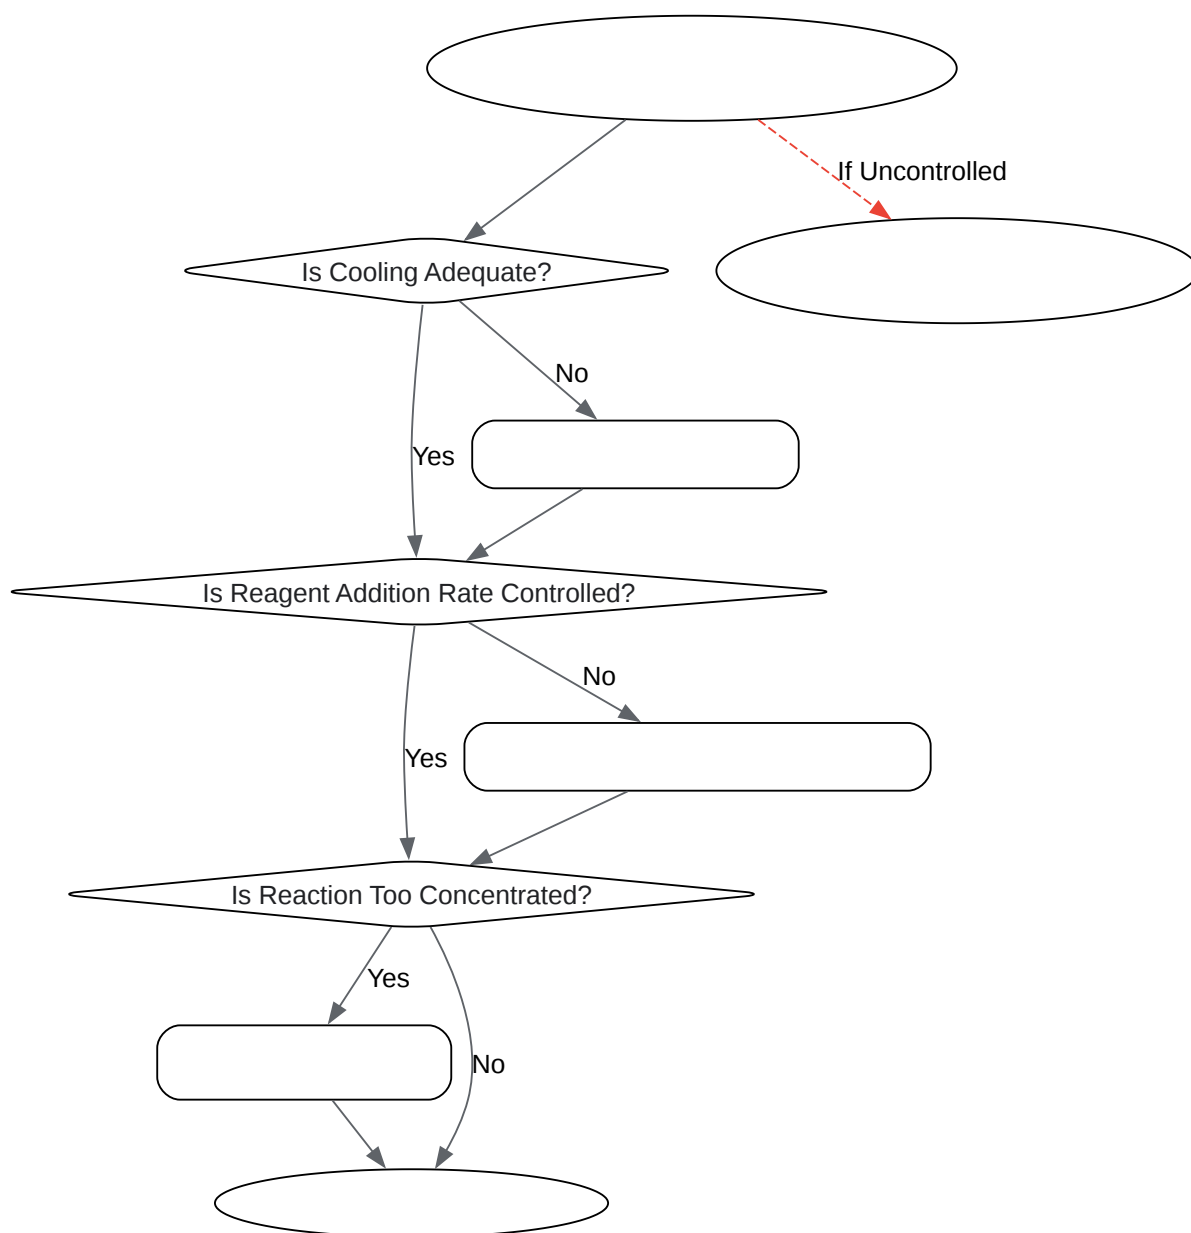 If Uncontrolled
Is Cooling Adequate?
No
Yes
Is Reagent Addition Rate Controlled?
No
Yes
Is Reaction Too Concentrated?
Yes
No